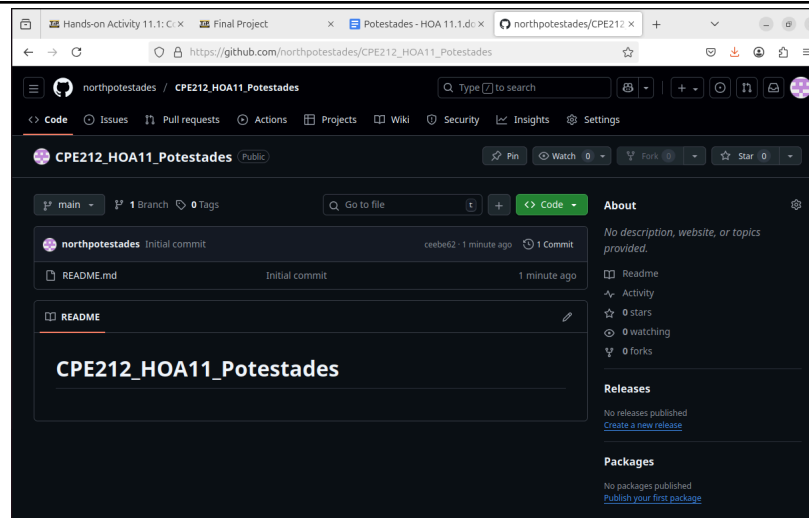 Hands-on Activity 11.1: C
Final Project
Potestades - HOA 11.1.do
northpotestades/CPE212
https://github.com/northpotestades/CPE212_HOA11_Potestades
northpotestades / CPE212_HOA11_Potestades
Type / to search
Code Issues Pull requests Actions Projects Wiki Security Insights Settings
CPE212_HOA11_Potestades Public
Pin Watch 0 Fork 0 Star 0
main 1 Branch 0 Tags Go to file t Code
northpotestades Initial commit ceebe62 · 1 minute ago 1 Commit
README.md Initial commit 1 minute ago
README
CPE212_HOA11_Potestades
About
No description, website, or topics
provided.
Readme
Activity
0 stars
0 watching
0 forks
Releases
No releases published
Create a new release
Packages
No packages published
Publish your first package